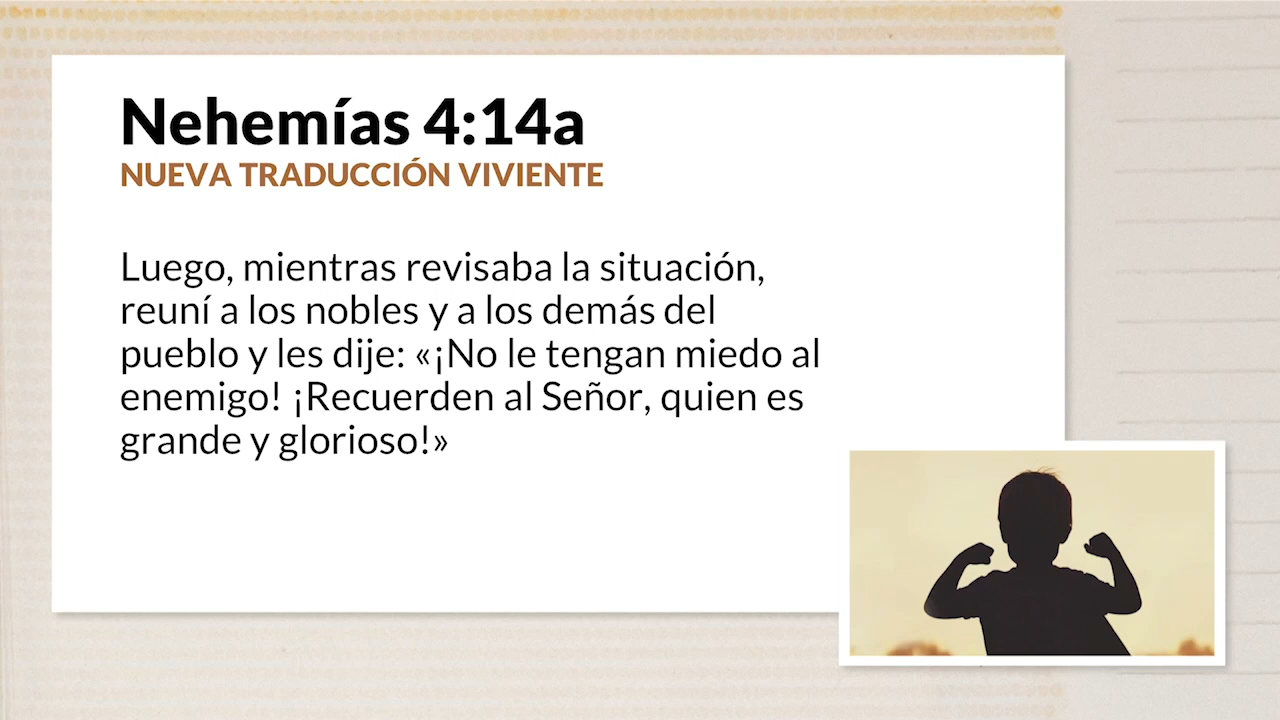 Nehemías 4:14a
NUEVA TRADUCCIÓN VIVIENTE
Luego, mientras revisaba la situación,
reuní a los nobles y a los demás del
pueblo y les dije: «¡No le tengan miedo al
enemigo! ¡Recuerden al Señor, quien es
grande y glorioso!»